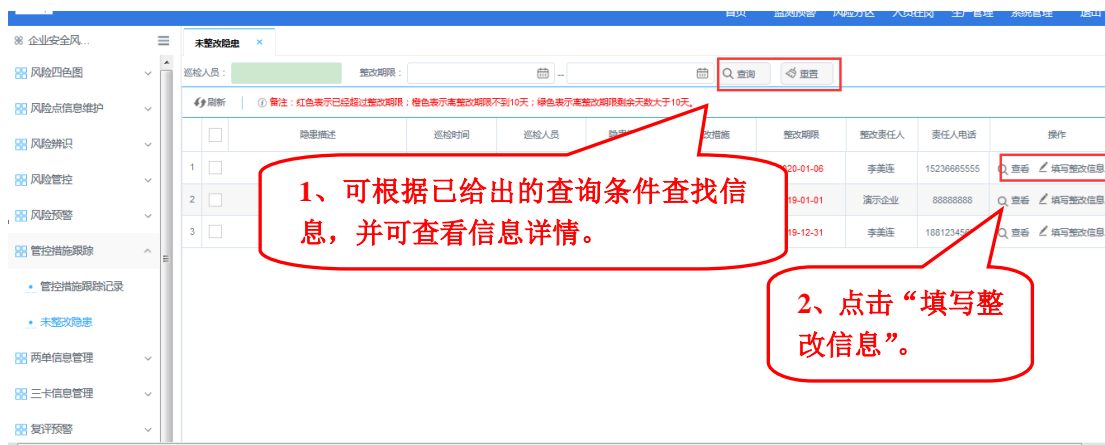 首页 监测预警 风险分区 人员在岗 生产管理 系统管理 退出
企业安全风...
未整改隐患 ×
风险四色图
巡检人员： 整改期限： -- 查询 重置
刷新 备注：红色表示已经超过整改期限；橙色表示离整改期限不到10天；绿色表示离整改期限剩余天数大于10天。
风险点信息维护
隐患描述 巡检时间 巡检人员 整改期限 整改责任人 责任人电话 操作
风险辨识
1 020-01-06 李美连 15236665555 查看 填写整改信息
风险管控
2 19-01-01 演示企业 88888888 查看 填写整改信息
风险预警
3 19-12-31 李美连 188123456 查看 填写整改信息
1、可根据已给出的查询条件查找信
息，并可查看信息详情。
管控措施跟踪
管控措施跟踪记录
未整改隐患
2、点击“填写整
改信息”。
两单信息管理
三卡信息管理
复评预警